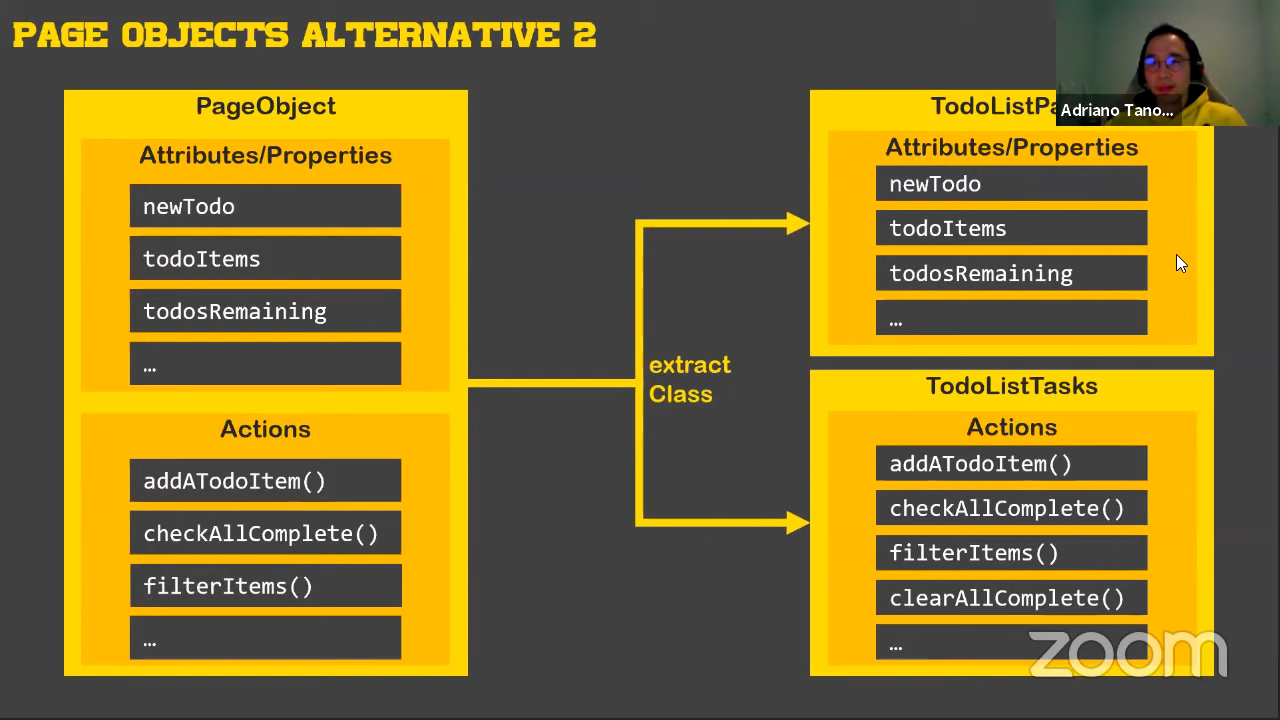 PAGE OBJECTS ALTERNATIVE 2
Adriano Tano...
PageObject
Attributes/Properties
newTodo
todoItems
todosRemaining
…
Actions
addATodoItem()
checkAllComplete()
filterItems()
…
extract
Class
Attributes/Properties
newTodo
todoItems
todosRemaining
…
TodoListTasks
Actions
addATodoItem()
checkAllComplete()
filterItems()
clearAllComplete()
…
zoom